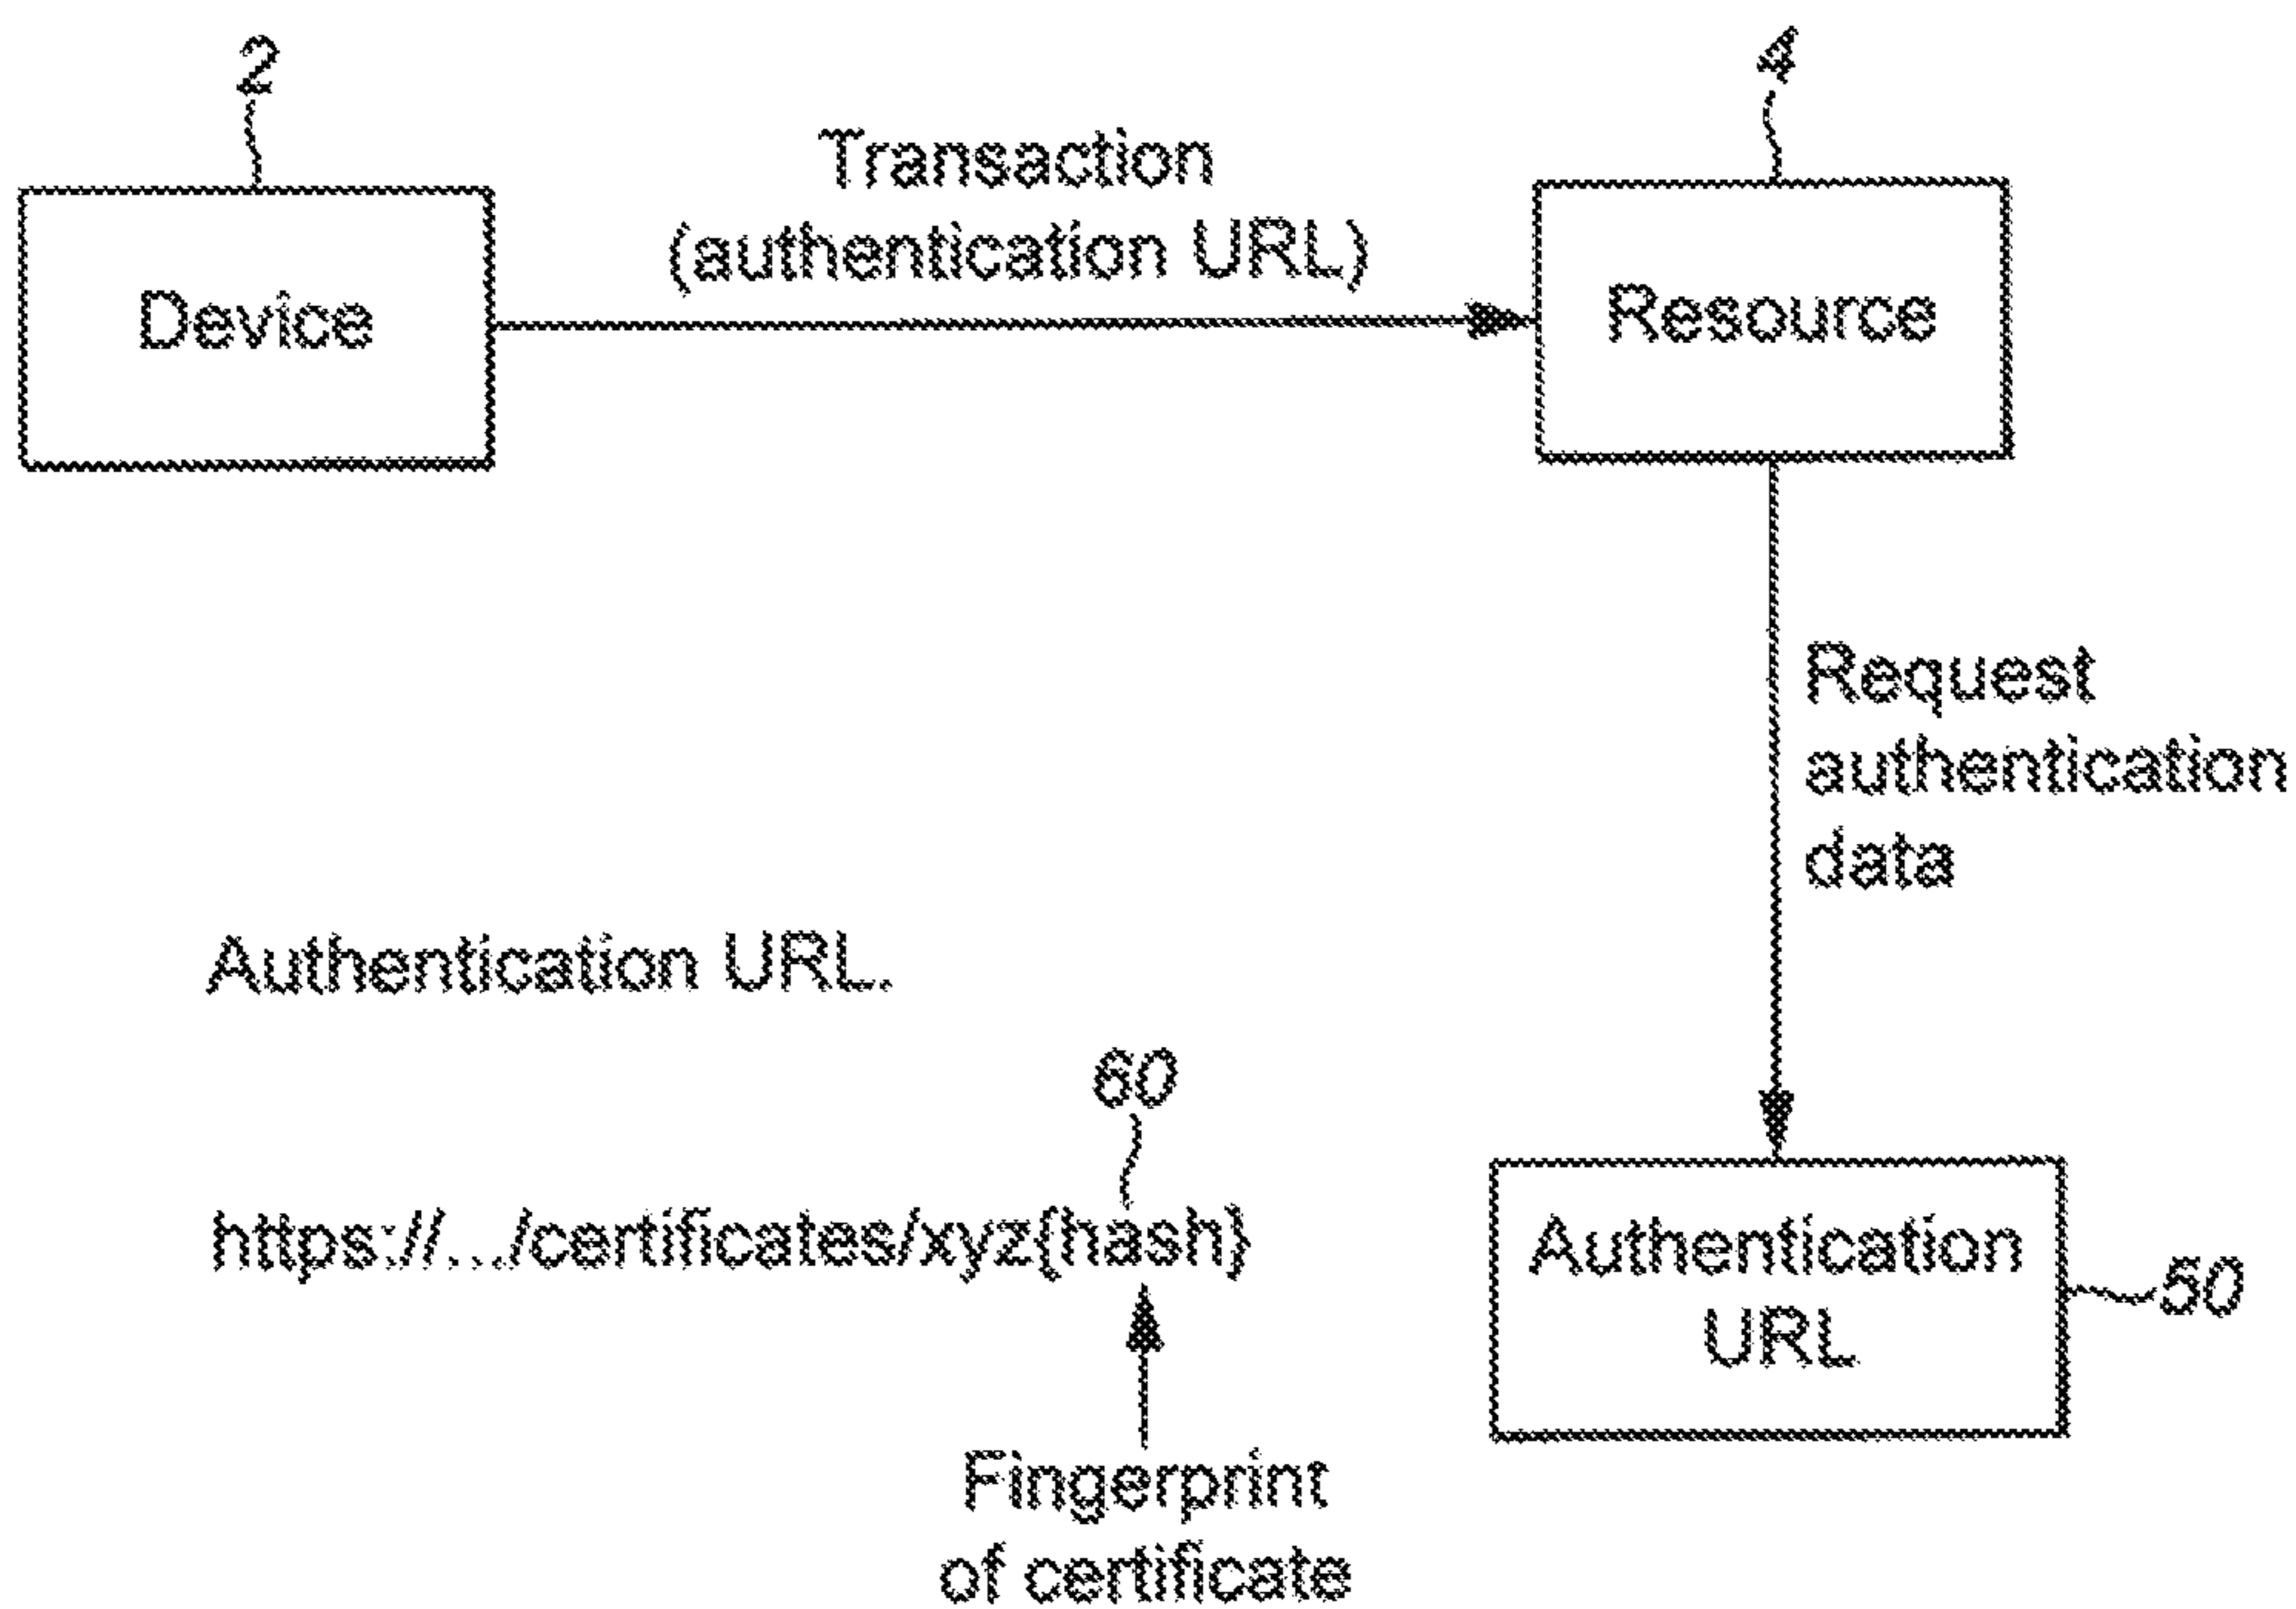 2
4
Transaction
(authentication URL)
Device
Resource
Request
authentication
data
Authentication URL.
60
https://.../certificates/xyz{hash}
Authentication
URL
50
Fingerprint
of certificate